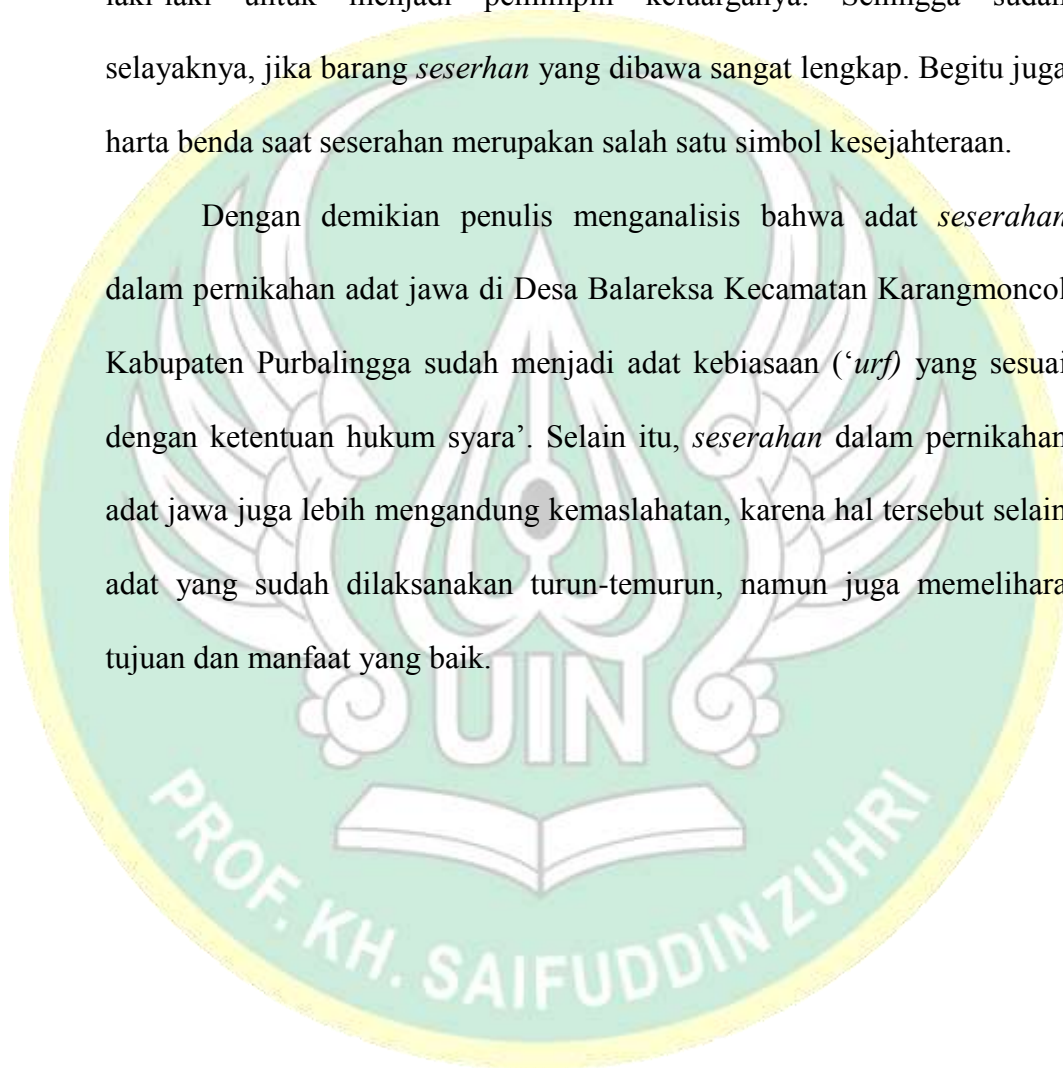 laki-laki untuk menjadi pemimpin keluarganya. Sehingga sudah
selayaknya, jika barang seserhan yang dibawa sangat lengkap. Begitu juga
harta benda saat seserahan merupakan salah satu simbol kesejahteraan.
Dengan demikian penulis menganalisis bahwa adat seserahan
dalam pernikahan adat jawa di Desa Balareksa Kecamatan Karangmoncol
Kabupaten Purbalingga sudah menjadi adat kebiasaan (‘urf) yang sesuai
dengan ketentuan hukum syara’. Selain itu, seserahan dalam pernikahan
adat jawa juga lebih mengandung kemaslahatan, karena hal tersebut selain
adat yang sudah dilaksanakan turun-temurun, namun juga memelihara
tujuan dan manfaat yang baik.
UIN
PROF. KH. SAIFUDDIN ZUHRI